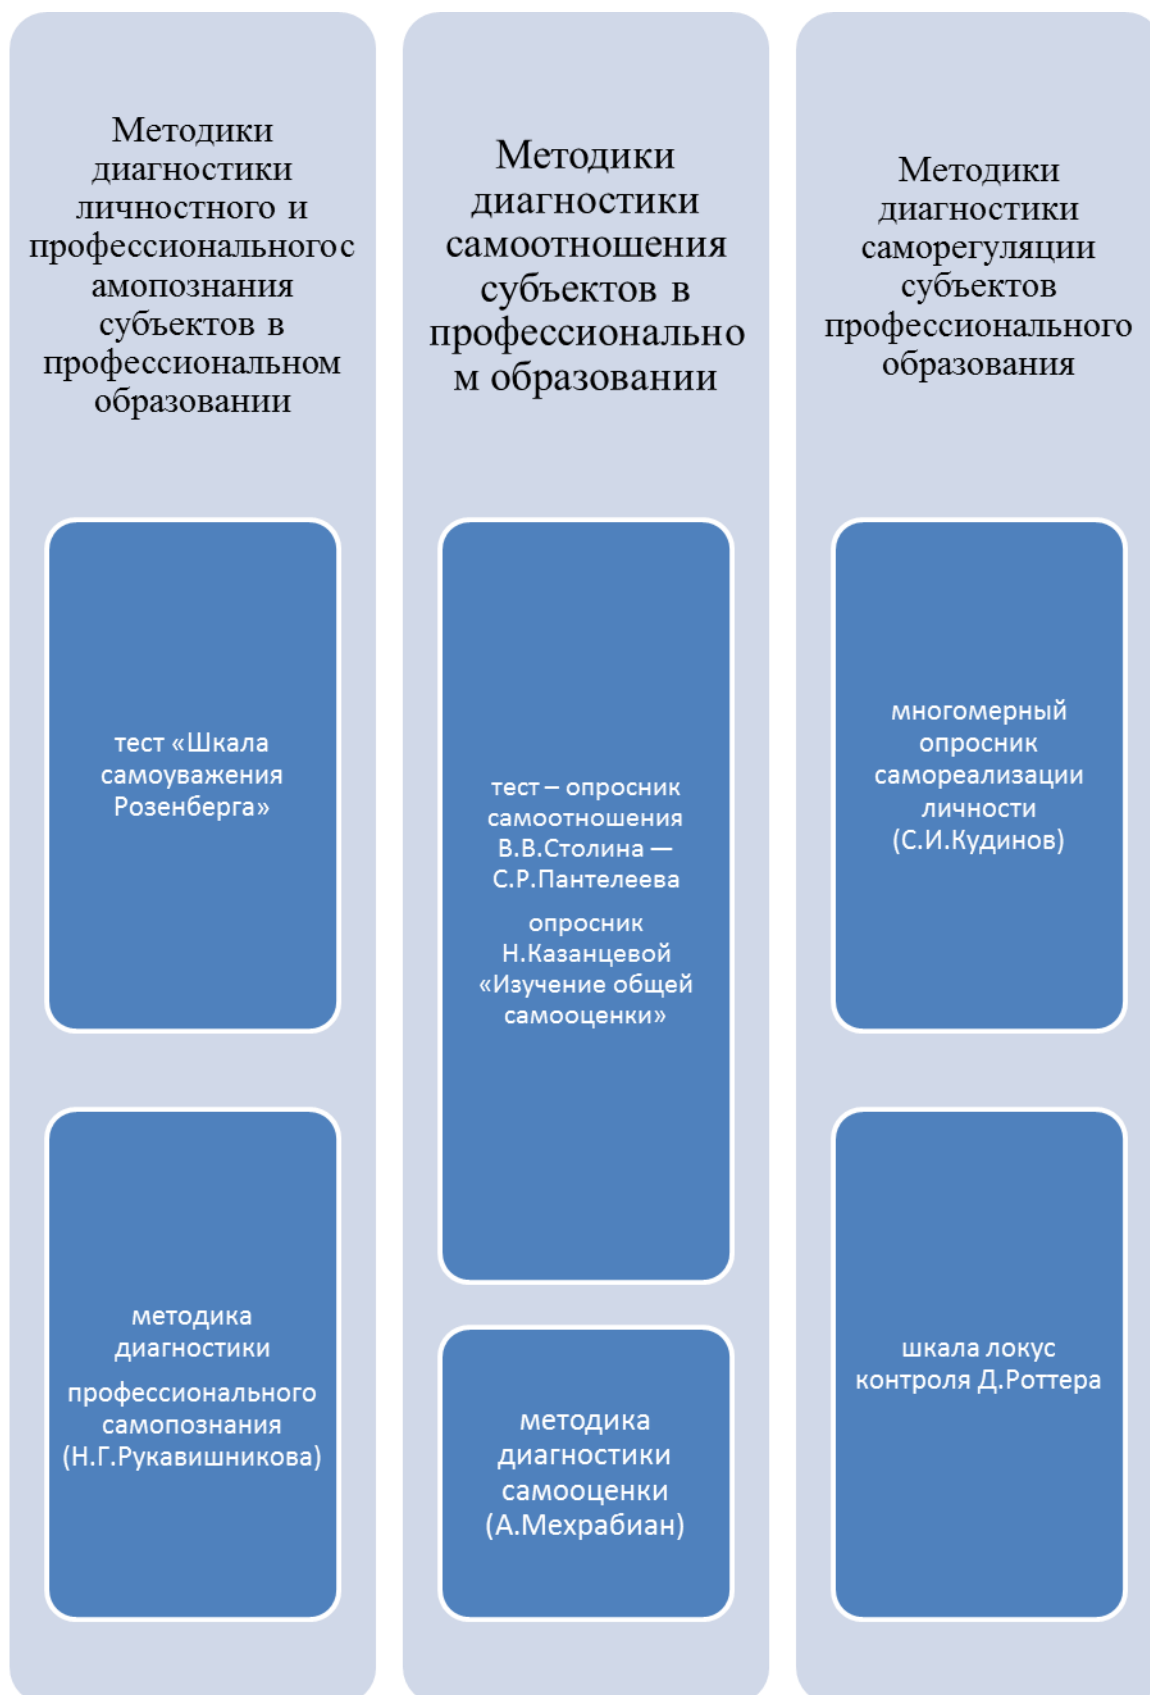 Методики
диагностики
личностного и
профессиональногос
амопознания
субъектов в
профессиональном
образовании
тест «Шкала
самоуважения
Розенберга»
методика
диагностики
профессионального
самопознания
(Н.Г.Рукавишникова)
Методики
диагностики
самоотношения
субъектов в
профессионально
м образовании
тест – опросник
самоотношения
В.В.Столина —
С.Р.Пантелеева
опросник
Н.Казанцевой
«Изучение общей
самооценки»
методика
диагностики
самооценки
(А.Мехрабиан)
Методики
диагностики
саморегуляции
субъектов
профессионального
образования
многомерный
опросник
самореализации
личности
(С.И.Кудинов)
шкала локус
контроля Д.Роттера